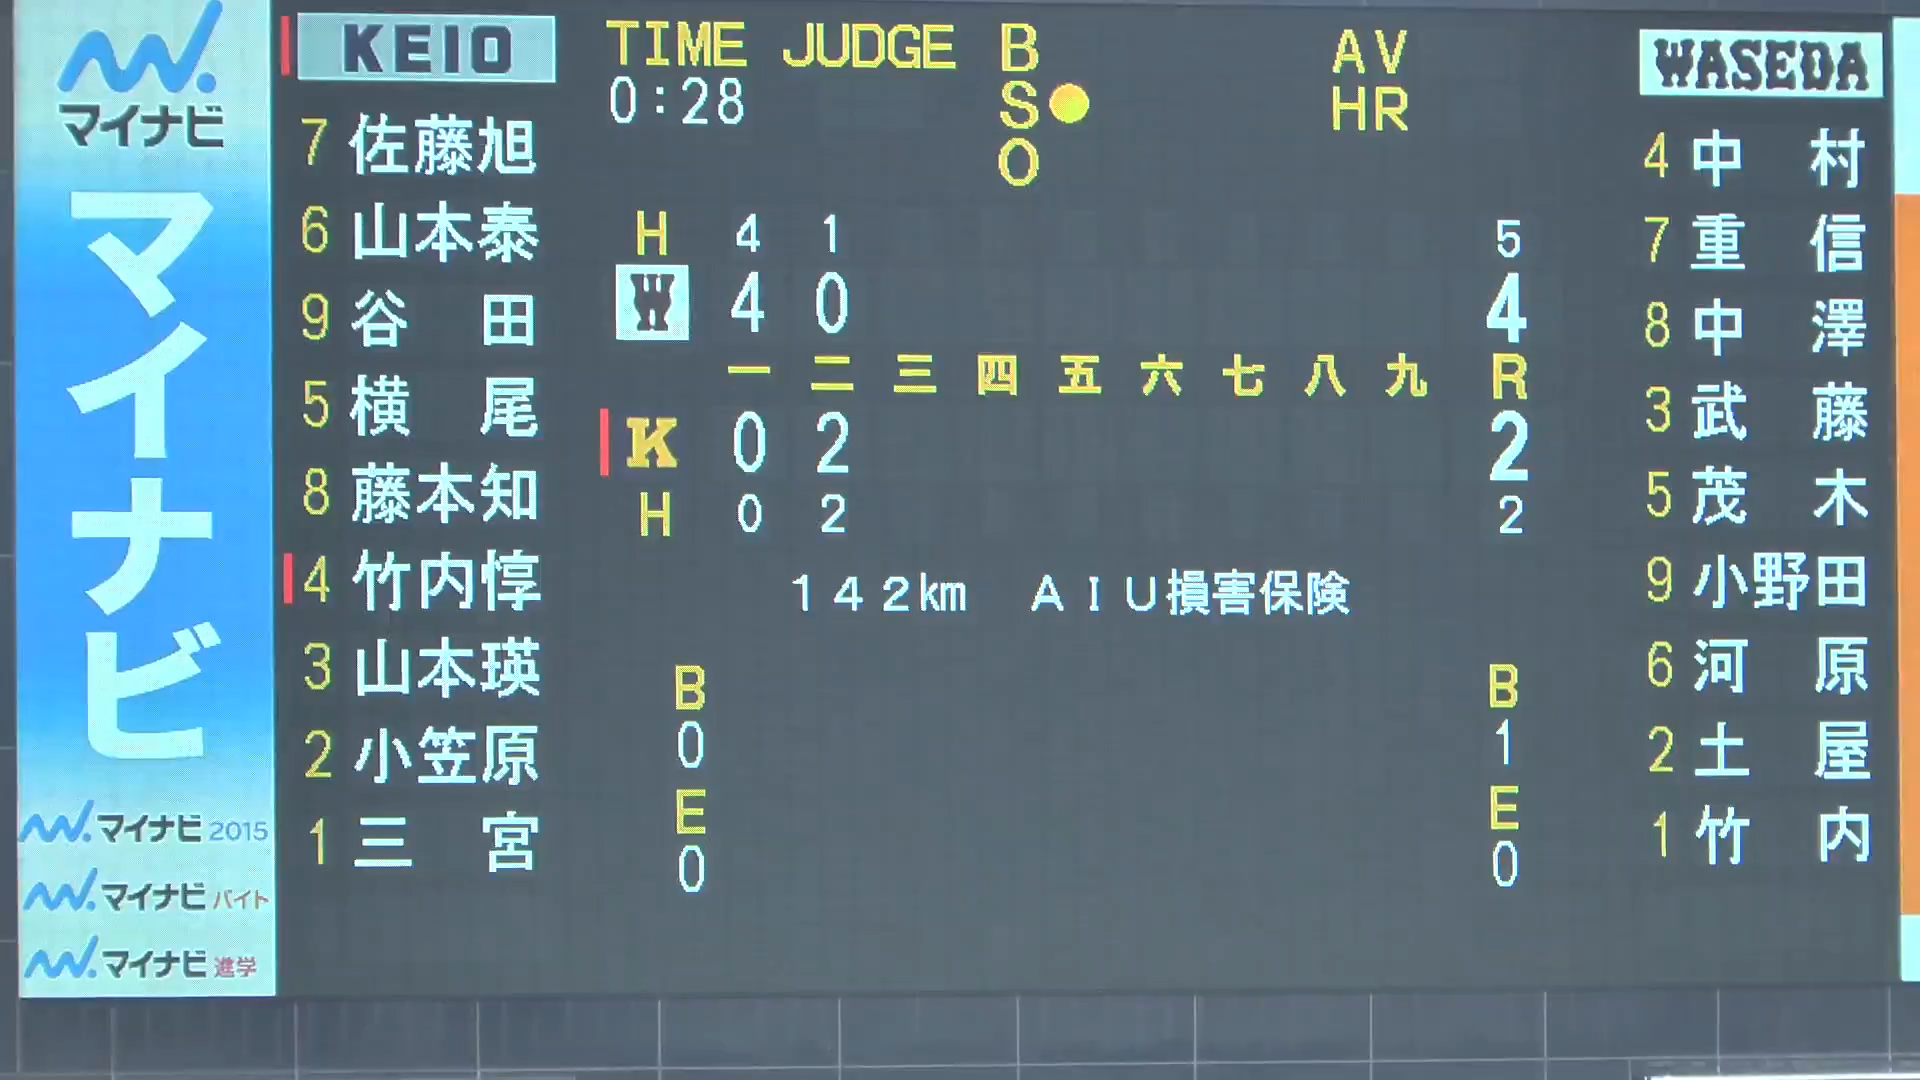 マイナビ
マイナビ
マイナビ2015
マイナビバイト
マイナビ進学
KEIO
7 佐藤旭
6 山本泰
9 谷田
5 横尾
8 藤本知
4 竹内惇
3 山本瑛
2 小笠原
1 三宮
TIME JUDGE B AV
0:28 S HR
O
H 4 1 5
W 4 0 4
一 二 三 四 五 六 七 八 九 R
K 0 2 2
H 0 2 2
142km AIU損害保険
B B
0 1
E E
0 0
WASEDA
4 中村
7 重信
8 中澤
3 武藤
5 茂木
9 小野田
6 河原
2 土屋
1 竹内